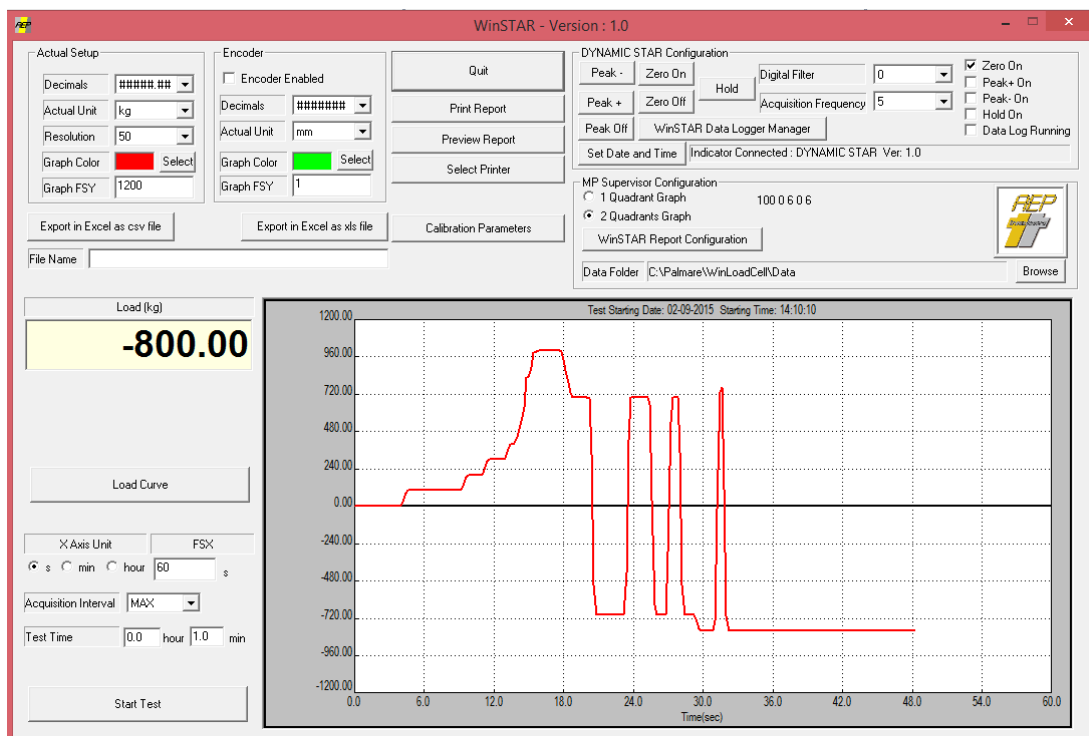 AEP
WinSTAR - Version : 1.0
Actual Setup
Decimals #####.##
Actual Unit kg
Resolution 50
Graph Color Select
Graph FSY 1200
Encoder
Encoder Enabled
Decimals #######
Actual Unit mm
Graph Color Select
Graph FSY 1
Quit
Print Report
Preview Report
Select Printer
Calibration Parameters
Export in Excel as csv file
Export in Excel as xls file
File Name
DYNAMIC STAR Configuration
Peak - Zero On Hold Digital Filter 0
Peak + Zero Off Acquisition Frequency 5
Peak Off WinSTAR Data Logger Manager
Set Date and Time Indicator Connected : DYNAMIC STAR Ver: 1.0
Zero On
Peak+ On
Peak- On
Hold On
Data Log Running
MP Supervisor Configuration
1 Quadrant Graph 100 0 6 0 6
2 Quadrants Graph
WinSTAR Report Configuration
AEP
Data Folder C:\Palmare\WinLoadCell\Data Browse
Load (kg)
-800.00
Load Curve
X Axis Unit FSX
s min hour 60 s
Acquisition Interval MAX
Test Time 0.0 hour 1.0 min
Start Test
Test Starting Date: 02-09-2015 Starting Time: 14:10:10
1200.00
960.00
720.00
480.00
240.00
0.00
-240.00
-480.00
-720.00
-960.00
-1200.00
0.0 6.0 12.0 18.0 24.0 30.0 36.0 42.0 48.0 54.0 60.0
Time(sec)